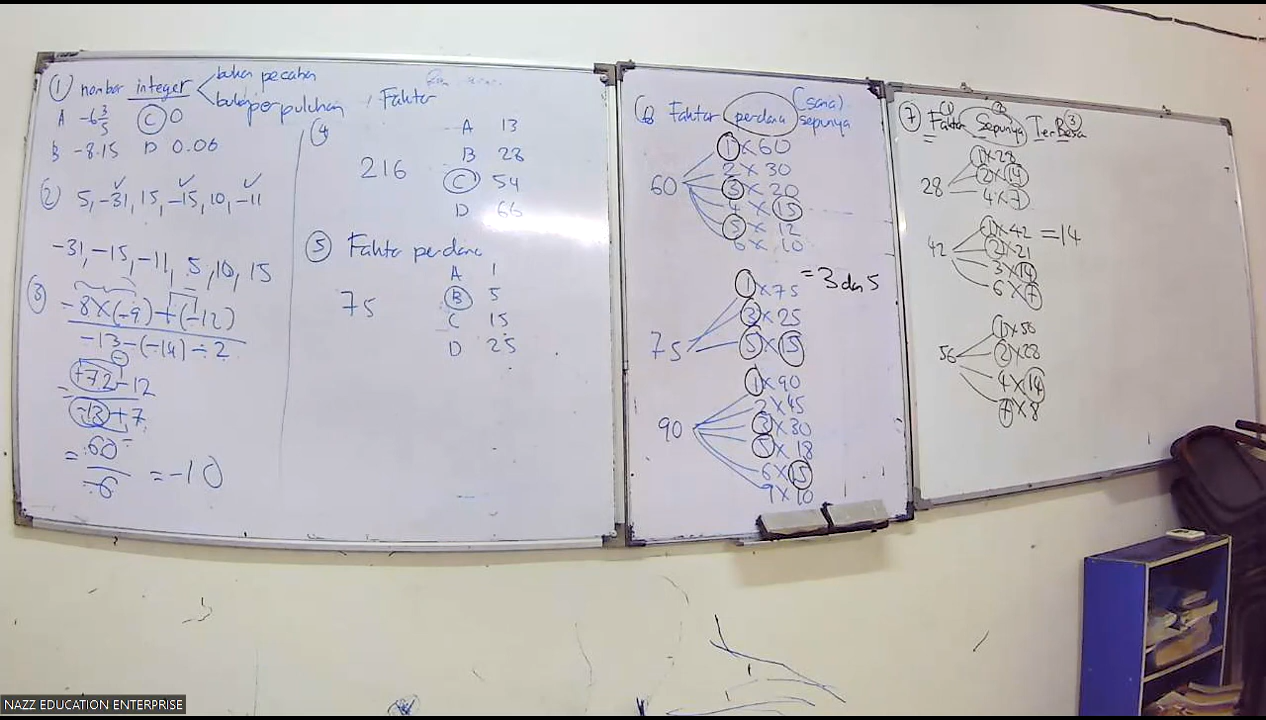 ① nombor integer
bukan pecahan
bukan perpuluhan
A -6 3/5 Ⓒ 0
B -8.15 D 0.06
② 5, -31, 15, -15, 10, -11
-31, -15, -11, 5, 10, 15
③ -8×(-9)+(-12)
-13-(-14)÷2
= +72-12
-13+7
= 60
-6
= -10
Faktor
④
216
A 13
B 28
Ⓒ 54
D 66
⑤ Faktor perdana
75
A 1
Ⓑ 5
C 15
D 25
⑥ Faktor perdana sepunya
(sama)
60
1×60
2×30
3×20
4×15
5×12
6×10
= 3 dan 5
75
1×75
3×25
5×15
90
1×90
2×45
3×30
5×18
6×15
9×10
⑦ Faktor Sepunya TerBesar
(1) (2) (3)
28
1×28
2×14
4×7
42
1×42
2×21
3×14
6×7
= 14
56
1×56
2×28
4×14
7×8
NAZZ EDUCATION ENTERPRISE